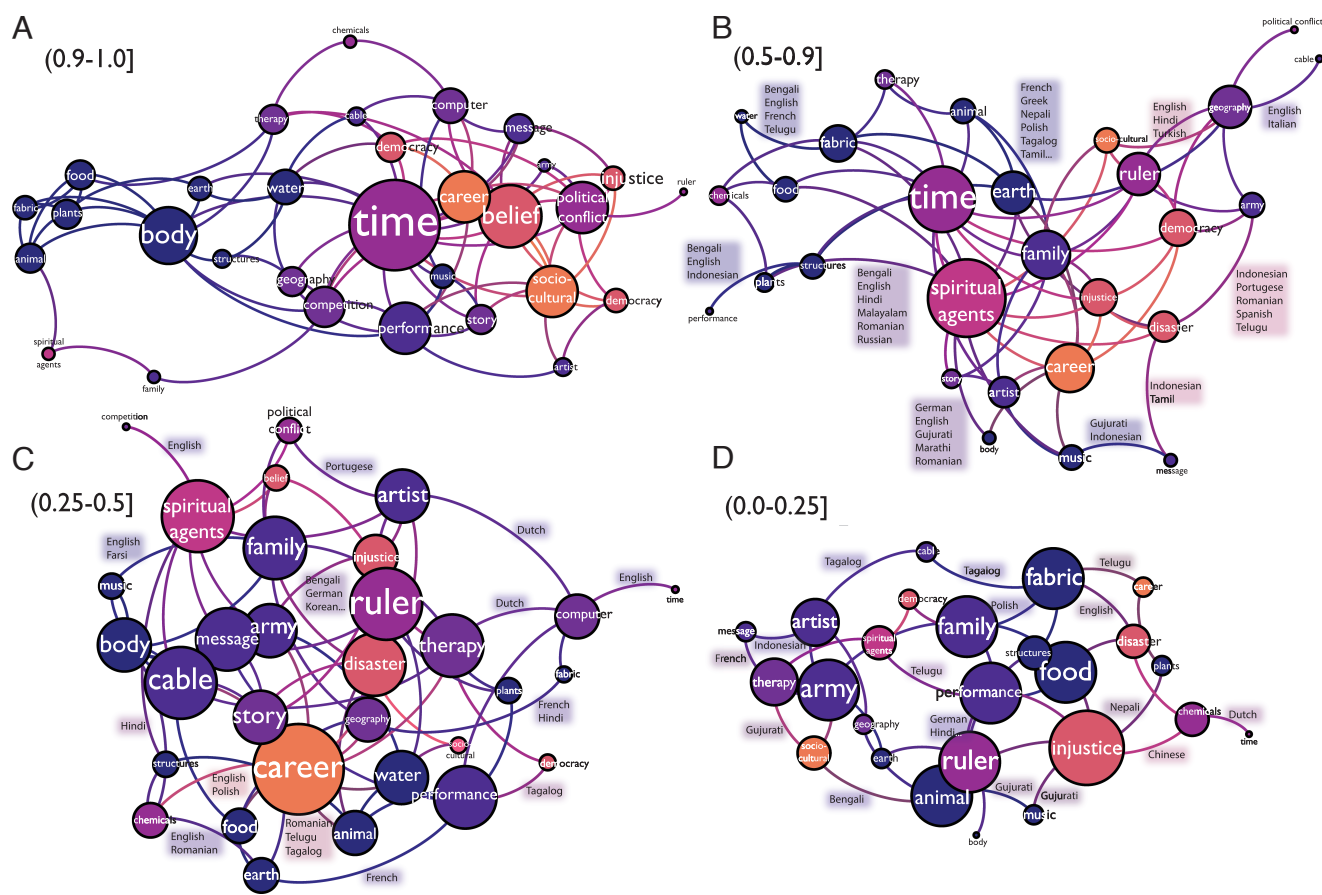 A
(0.9-1.0]
chemicals
therapy
cable
computer
message
democracy
army
injustice
ruler
food
fabric
plants
earth
water
career
belief
political
conflict
time
body
animal
structures
geography
music
socio-
cultural
competition
performance
story
democracy
spiritual
agents
family
artist
B
(0.5-0.9]
political conflict
cable
therapy
Bengali
English
French
Telugu
animal
French
Greek
Nepali
Polish
Tagalog
Tamil...
English
Hindi
Turkish
geography
English
Italian
water
fabric
socio-cultural
ruler
chemicals
food
time
earth
army
democracy
family
Bengali
English
Indonesian
structures
plants
Bengali
English
Hindi
Malayalam
Romanian
Russian
spiritual
agents
injustice
Indonesian
Portugese
Romanian
Spanish
Telugu
performance
disaster
career
story
artist
Indonesian
Tamil
German
English
Gujurati
Marathi
Romanian
body
Gujurati
Indonesian
music
message
C
(0.25-0.5]
competition
English
political
conflict
Portugese
belief
spiritual
agents
artist
Dutch
English
Farsi
family
injustice
music
Bengali
German
Korean...
ruler
Dutch
English
time
computer
body
message
army
therapy
disaster
cable
fabric
plants
story
geography
French
Hindi
Hindi
socio-
cultural
structures
career
water
democracy
English
Polish
performance
Tagalog
chemicals
food
Romanian
Telugu
Tagalog
animal
English
Romanian
earth
French
D
(0.0-0.25]
Tagalog
cable
Tagalog
fabric
Telugu
career
democracy
Polish
English
message
artist
family
disaster
Indonesian
spiritual
agents
structures
French
therapy
army
Telugu
performance
food
plants
Nepali
chemicals
Dutch
time
Gujurati
geography
German
Hindi...
socio-
cultural
earth
ruler
injustice
Chinese
Bengali
animal
Gujurati
Gujurati
music
body